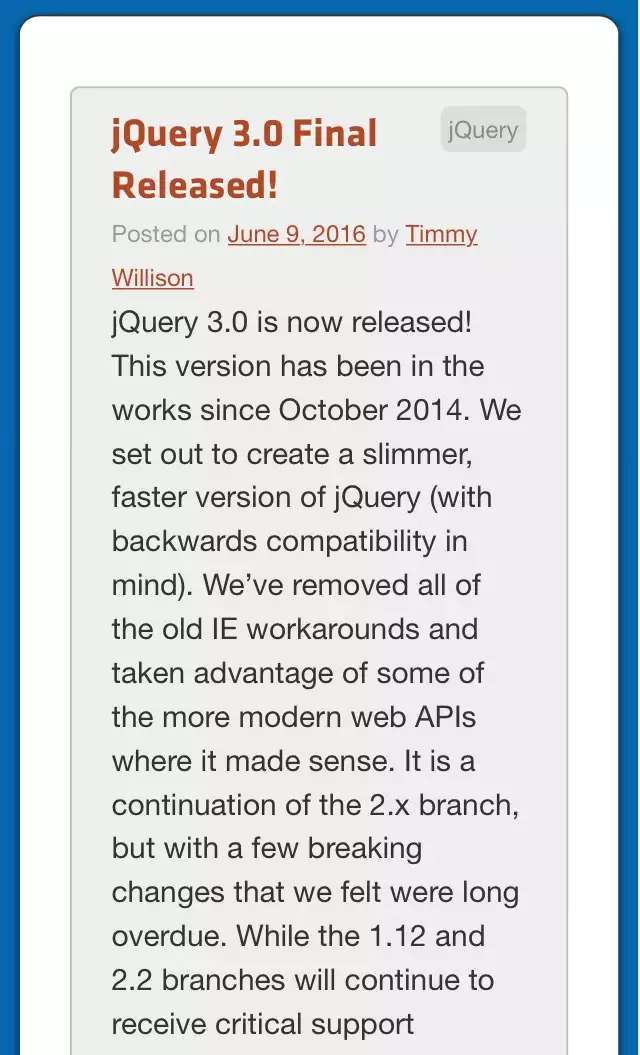 jQuery 3.0 Final
jQuery
Released!
Posted on June 9, 2016 by Timmy
Willison
jQuery 3.0 is now released!
This version has been in the
works since October 2014. We
set out to create a slimmer,
faster version of jQuery (with
backwards compatibility in
mind). We’ve removed all of
the old IE workarounds and
taken advantage of some of
the more modern web APIs
where it made sense. It is a
continuation of the 2.x branch,
but with a few breaking
changes that we felt were long
overdue. While the 1.12 and
2.2 branches will continue to
receive critical support